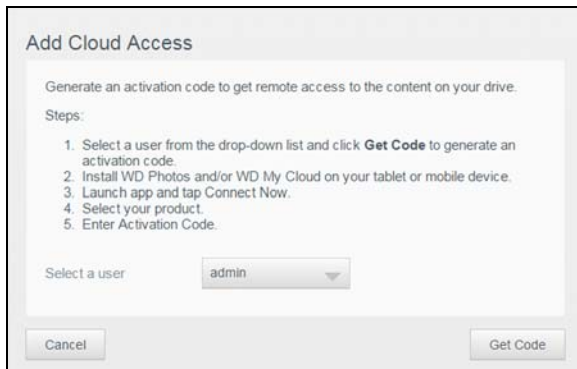 Add Cloud Access
Generate an activation code to get remote access to the content on your drive.
Steps:
1. Select a user from the drop-down list and click Get Code to generate an
activation code.
2. Install WD Photos and/or WD My Cloud on your tablet or mobile device.
3. Launch app and tap Connect Now.
4. Select your product.
5. Enter Activation Code.
Select a user admin
Cancel Get Code